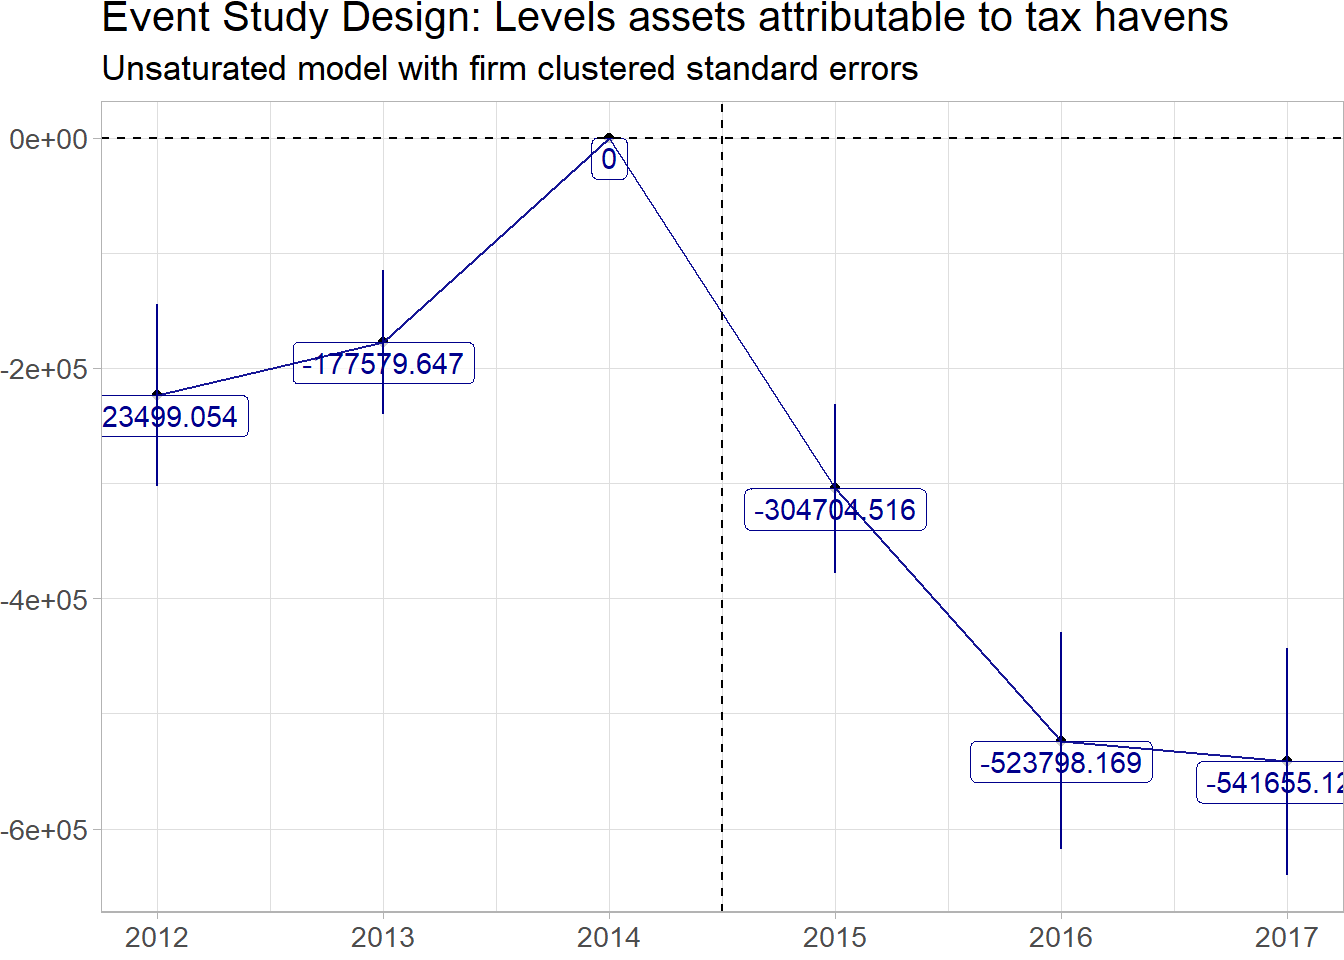 Event Study Design: Levels assets attributable to tax havens
Unsaturated model with firm clustered standard errors
0e+00
0
-2e+05
-177579.647
23499.054
-304704.516
-4e+05
-523798.169
-541655.12
-6e+05
2012 2013 2014 2015 2016 2017